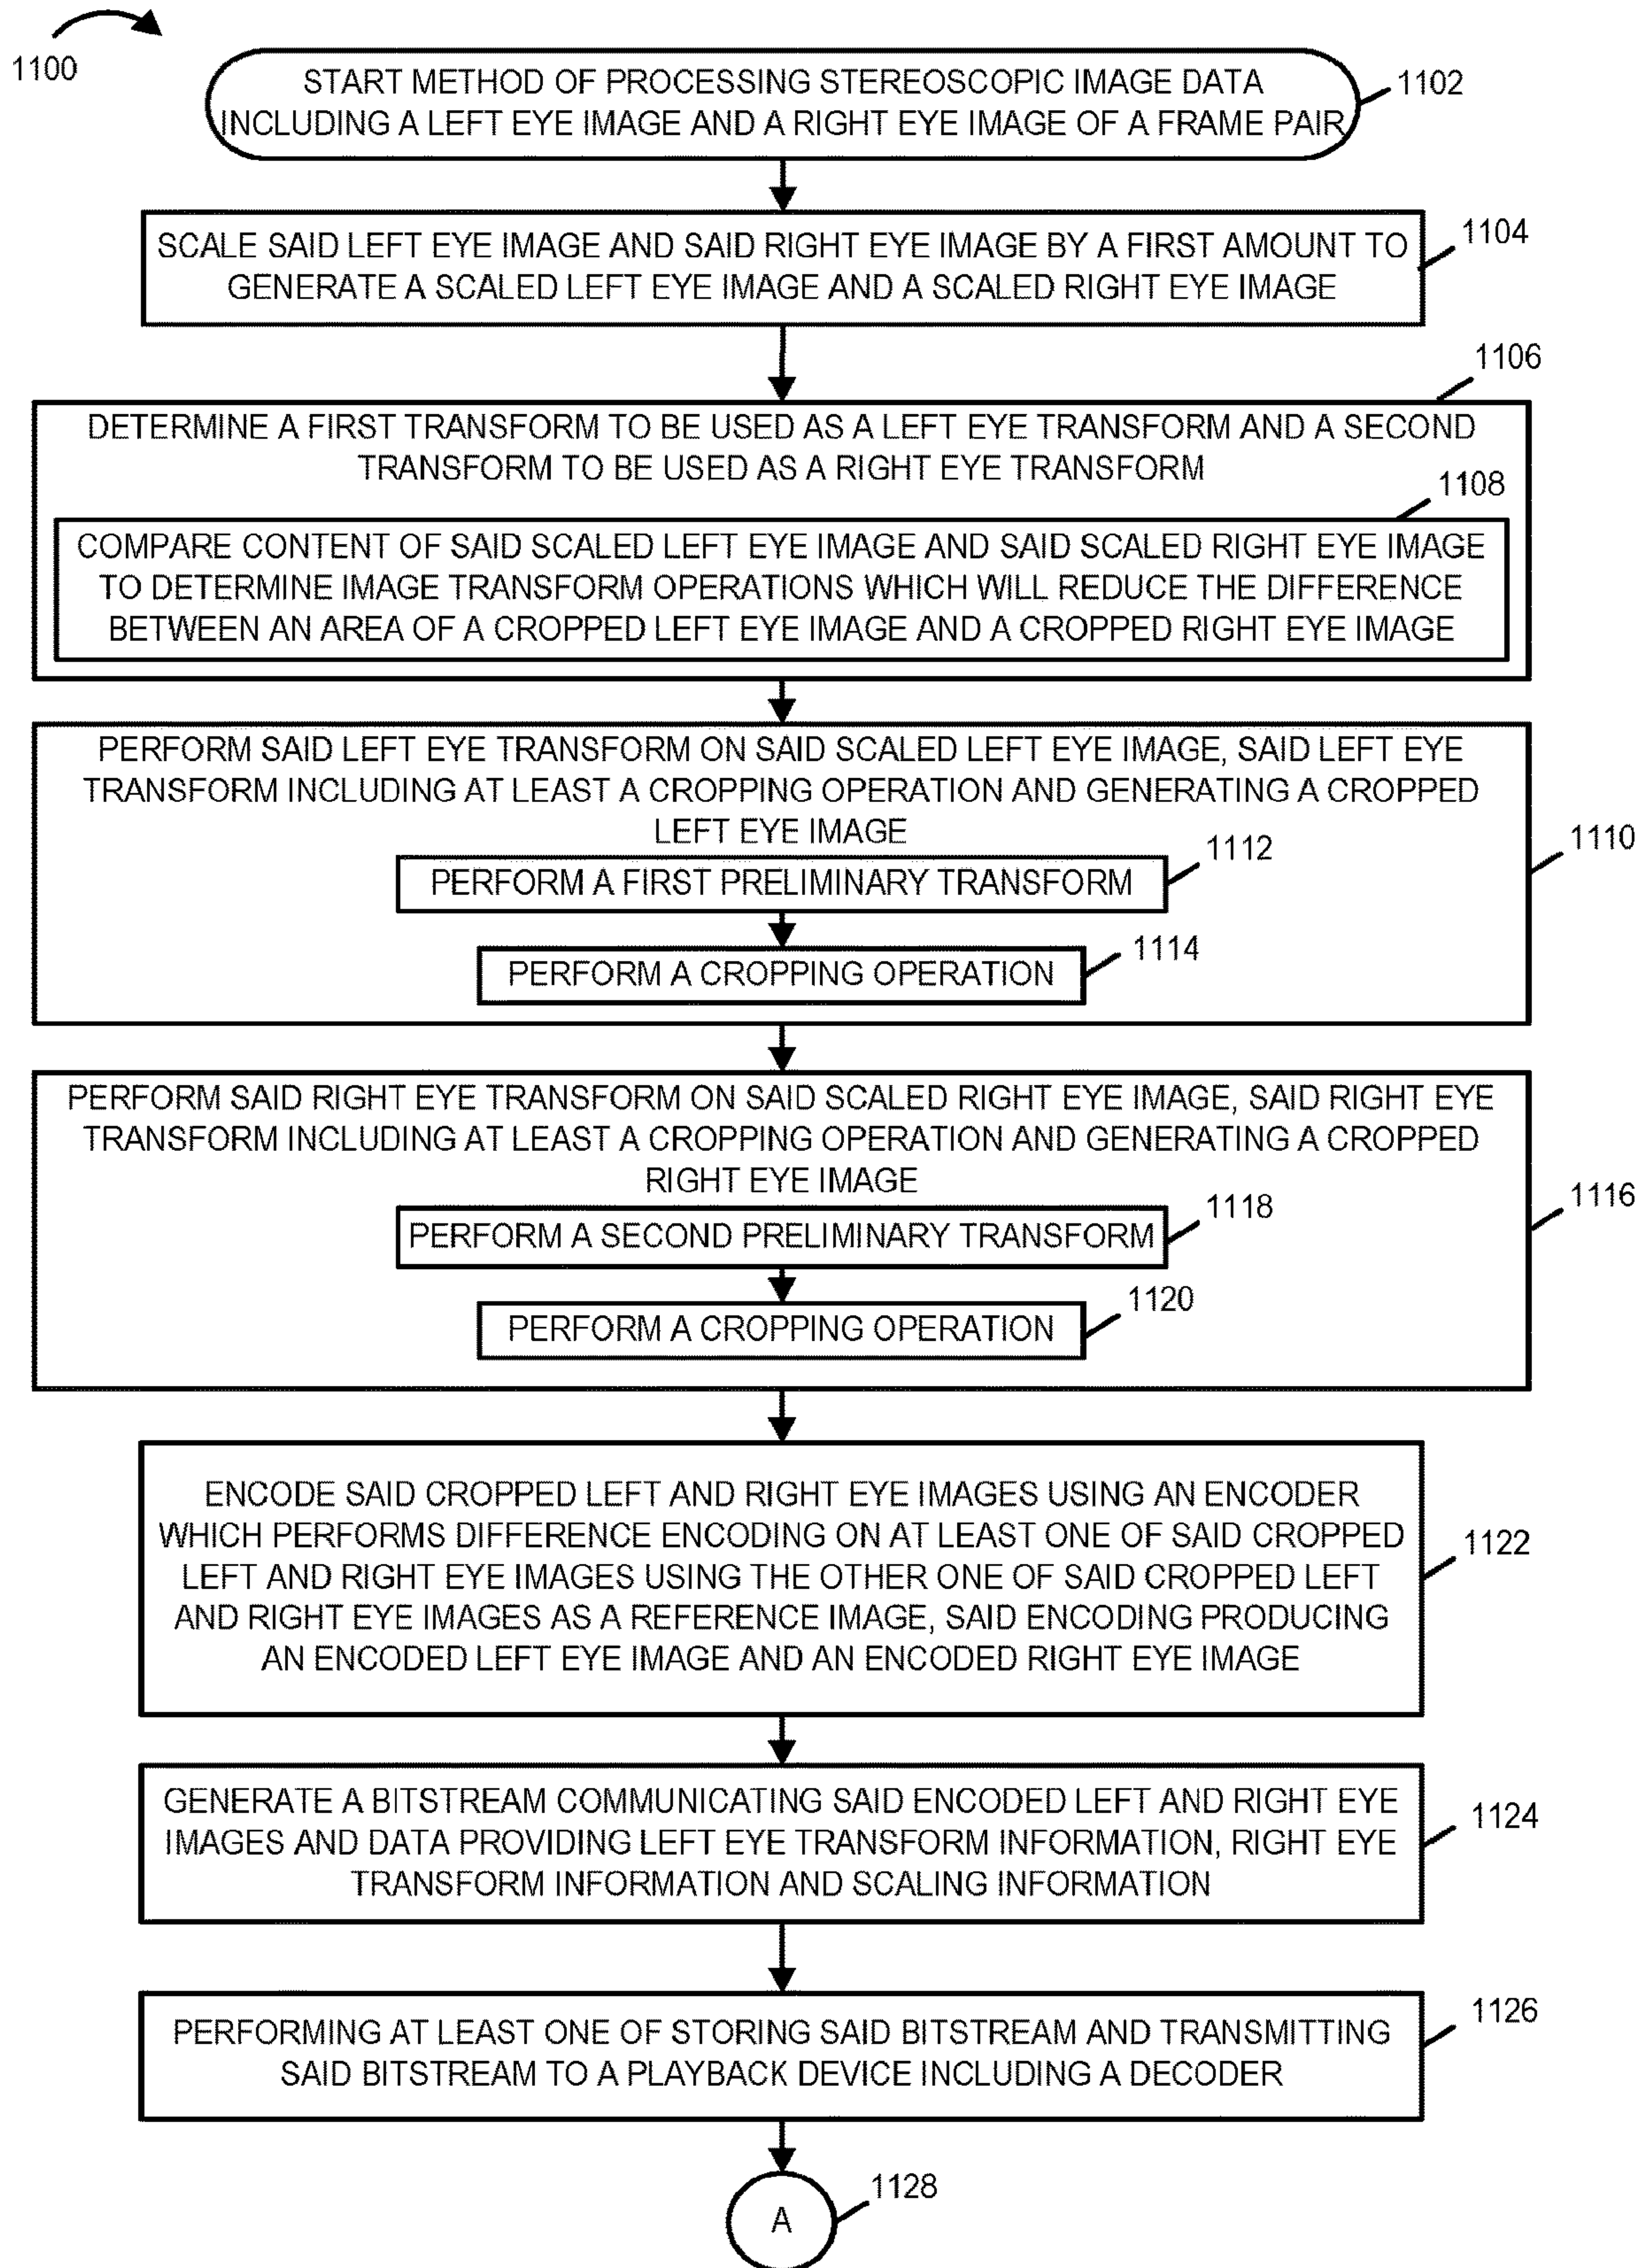 1100
START METHOD OF PROCESSING STEREOSCOPIC IMAGE DATA
INCLUDING A LEFT EYE IMAGE AND A RIGHT EYE IMAGE OF A FRAME PAIR
1102
SCALE SAID LEFT EYE IMAGE AND SAID RIGHT EYE IMAGE BY A FIRST AMOUNT TO
GENERATE A SCALED LEFT EYE IMAGE AND A SCALED RIGHT EYE IMAGE
1104
1106
DETERMINE A FIRST TRANSFORM TO BE USED AS A LEFT EYE TRANSFORM AND A SECOND
TRANSFORM TO BE USED AS A RIGHT EYE TRANSFORM
1108
COMPARE CONTENT OF SAID SCALED LEFT EYE IMAGE AND SAID SCALED RIGHT EYE IMAGE
TO DETERMINE IMAGE TRANSFORM OPERATIONS WHICH WILL REDUCE THE DIFFERENCE
BETWEEN AN AREA OF A CROPPED LEFT EYE IMAGE AND A CROPPED RIGHT EYE IMAGE
PERFORM SAID LEFT EYE TRANSFORM ON SAID SCALED LEFT EYE IMAGE, SAID LEFT EYE
TRANSFORM INCLUDING AT LEAST A CROPPING OPERATION AND GENERATING A CROPPED
LEFT EYE IMAGE
1110
1112
PERFORM A FIRST PRELIMINARY TRANSFORM
1114
PERFORM A CROPPING OPERATION
PERFORM SAID RIGHT EYE TRANSFORM ON SAID SCALED RIGHT EYE IMAGE, SAID RIGHT EYE
TRANSFORM INCLUDING AT LEAST A CROPPING OPERATION AND GENERATING A CROPPED
RIGHT EYE IMAGE
1116
1118
PERFORM A SECOND PRELIMINARY TRANSFORM
1120
PERFORM A CROPPING OPERATION
ENCODE SAID CROPPED LEFT AND RIGHT EYE IMAGES USING AN ENCODER
WHICH PERFORMS DIFFERENCE ENCODING ON AT LEAST ONE OF SAID CROPPED
LEFT AND RIGHT EYE IMAGES USING THE OTHER ONE OF SAID CROPPED LEFT
AND RIGHT EYE IMAGES AS A REFERENCE IMAGE, SAID ENCODING PRODUCING
AN ENCODED LEFT EYE IMAGE AND AN ENCODED RIGHT EYE IMAGE
1122
GENERATE A BITSTREAM COMMUNICATING SAID ENCODED LEFT AND RIGHT EYE
IMAGES AND DATA PROVIDING LEFT EYE TRANSFORM INFORMATION, RIGHT EYE
TRANSFORM INFORMATION AND SCALING INFORMATION
1124
PERFORMING AT LEAST ONE OF STORING SAID BITSTREAM AND TRANSMITTING
SAID BITSTREAM TO A PLAYBACK DEVICE INCLUDING A DECODER
1126
A
1128